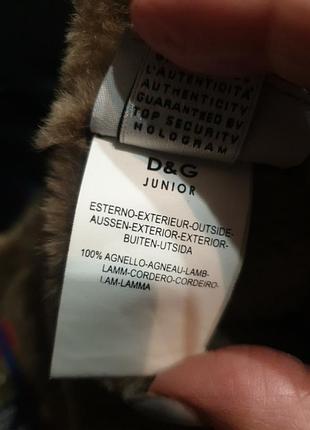 L'AUTENTICITÀ
AUTHENTICITY
GUARANTEED BY
TOP SECURITY
HOLOGRAM
D&G
JUNIOR
ESTERNO-EXTERIEUR-OUTSIDE-
AUSSEN-EXTERIOR-EXTERIOR-
BUITEN-UTSIDA
100% AGNELLO-AGNEAU-LAMB-
LAMM-CORDERO-CORDEIRO-
LAM-LAMMA